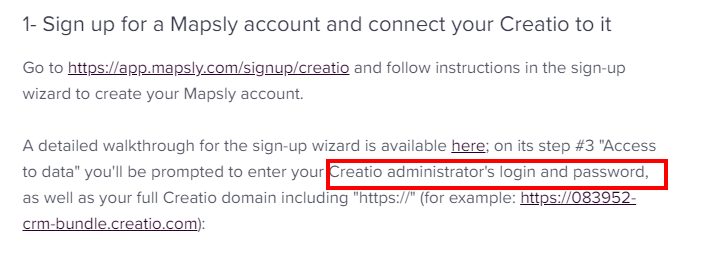 1- Sign up for a Mapsly account and connect your Creatio to it
Go to https://app.mapsly.com/signup/creatio and follow instructions in the sign-up
wizard to create your Mapsly account.
A detailed walkthrough for the sign-up wizard is available here; on its step #3 "Access
to data" you'll be prompted to enter your Creatio administrator's login and password,
as well as your full Creatio domain including "https://" (for example: https://083952-
crm-bundle.creatio.com):